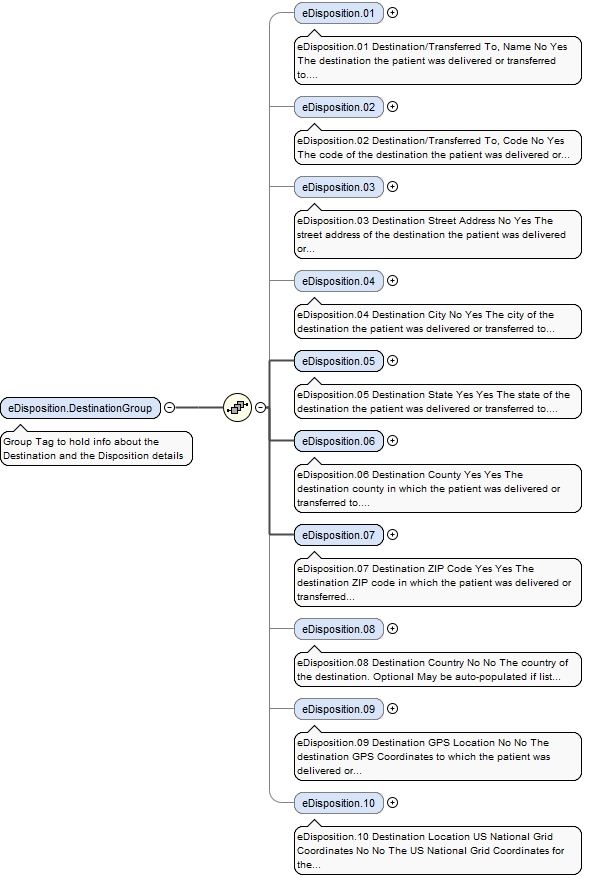 eDisposition.01
eDisposition.01 Destination/Transferred To, Name No Yes
The destination the patient was delivered or transferred
to....
eDisposition.02
eDisposition.02 Destination/Transferred To, Code No Yes
The code of the destination the patient was delivered or...
eDisposition.03
eDisposition.03 Destination Street Address No Yes The
street address of the destination the patient was delivered
or...
eDisposition.04
eDisposition.04 Destination City No Yes The city of the
destination the patient was delivered or transferred to...
eDisposition.05
eDisposition.05 Destination State Yes Yes The state of the
destination the patient was delivered or transferred to....
eDisposition.DestinationGroup
Group Tag to hold info about the
Destination and the Disposition details
eDisposition.06
eDisposition.06 Destination County Yes Yes The
destination county in which the patient was delivered or
transferred to....
eDisposition.07
eDisposition.07 Destination ZIP Code Yes Yes The
destination ZIP code in which the patient was delivered or
transferred...
eDisposition.08
eDisposition.08 Destination Country No No The country of
the destination. Optional May be auto-populated if list...
eDisposition.09
eDisposition.09 Destination GPS Location No No The
destination GPS Coordinates to which the patient was
delivered or...
eDisposition.10
eDisposition.10 Destination Location US National Grid
Coordinates No No The US National Grid Coordinates for
the...